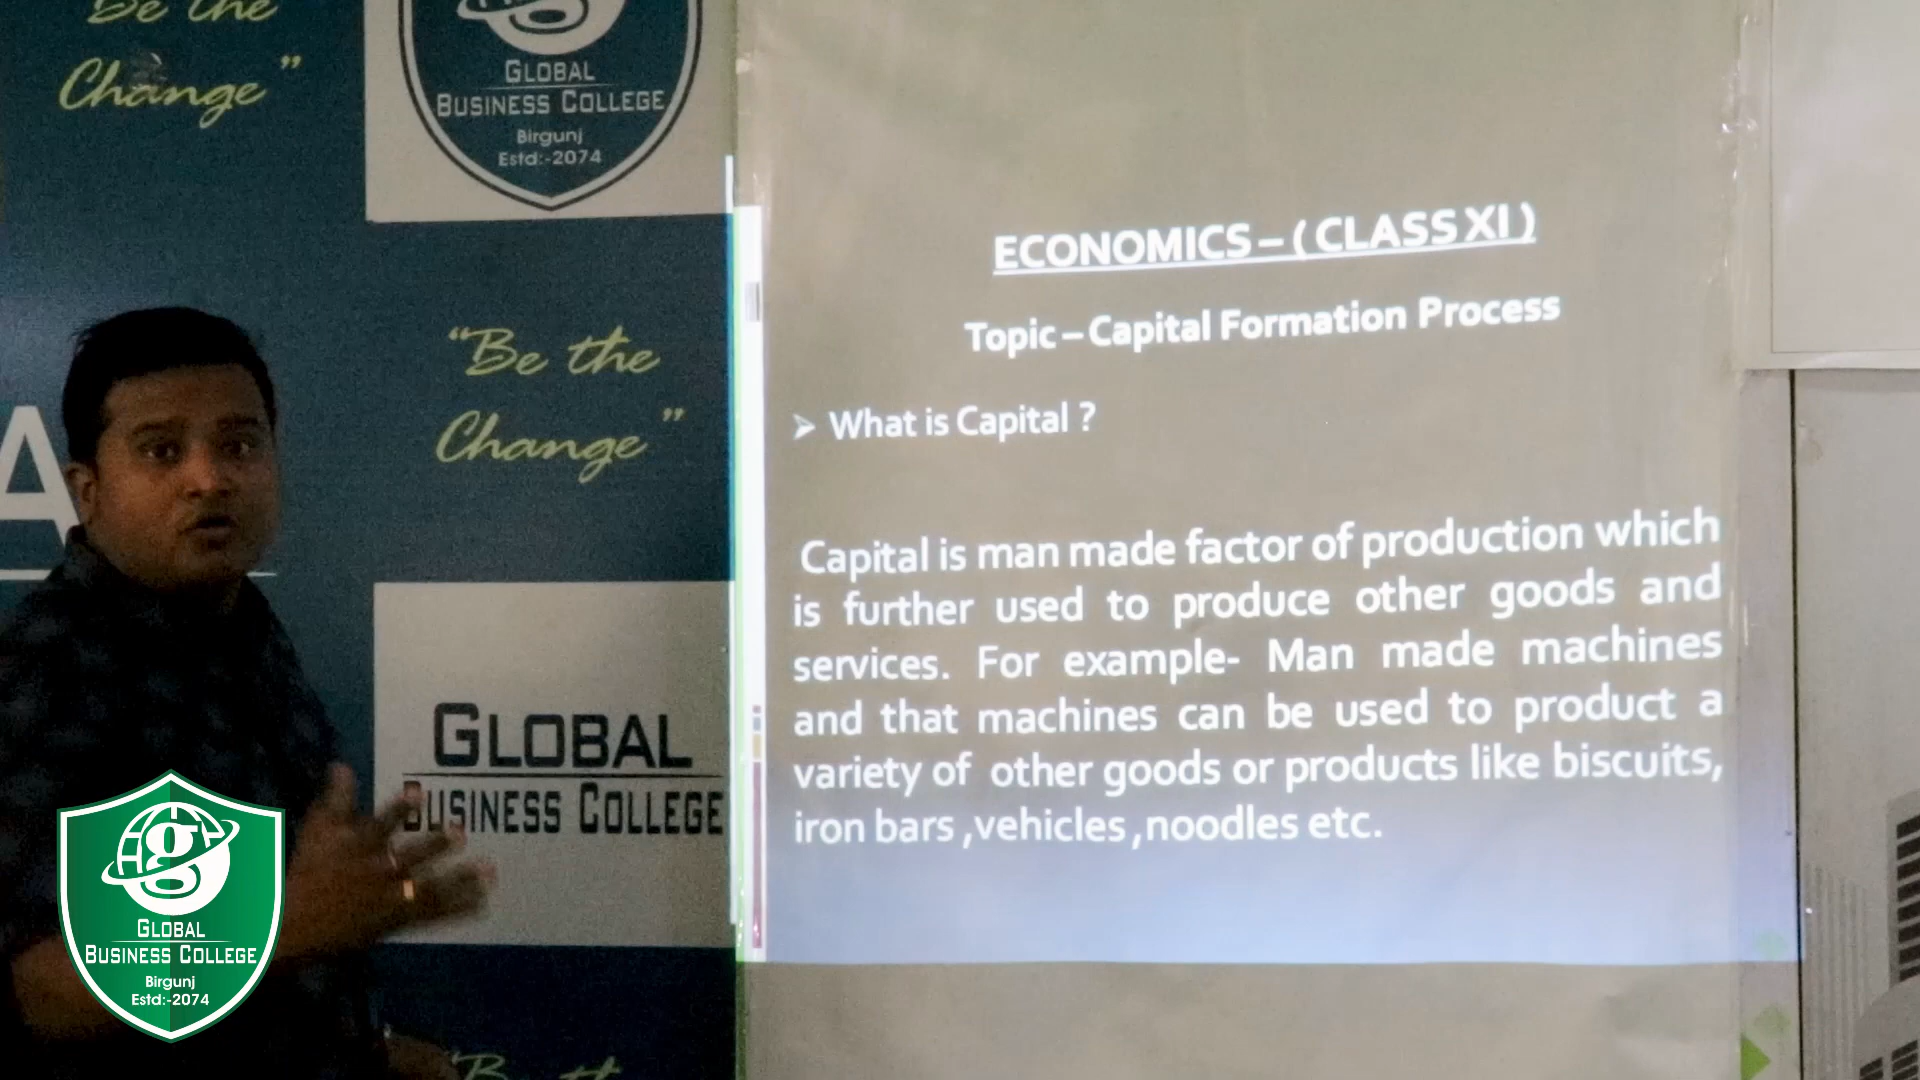 Be the
Change”
GLOBAL
BUSINESS COLLEGE
Birgunj
Estd:-2074
“Be the
Change”
A
GLOBAL
BUSINESS COLLEGE
g
GLOBAL
BUSINESS COLLEGE
Birgunj
Estd:-2074
“Be the
ECONOMICS – ( CLASS XI )
Topic – Capital Formation Process
➢ What is Capital ?
Capital is man made factor of production which
is further used to produce other goods and
services. For example- Man made machines
and that machines can be used to product a
variety of other goods or products like biscuits,
iron bars ,vehicles ,noodles etc.